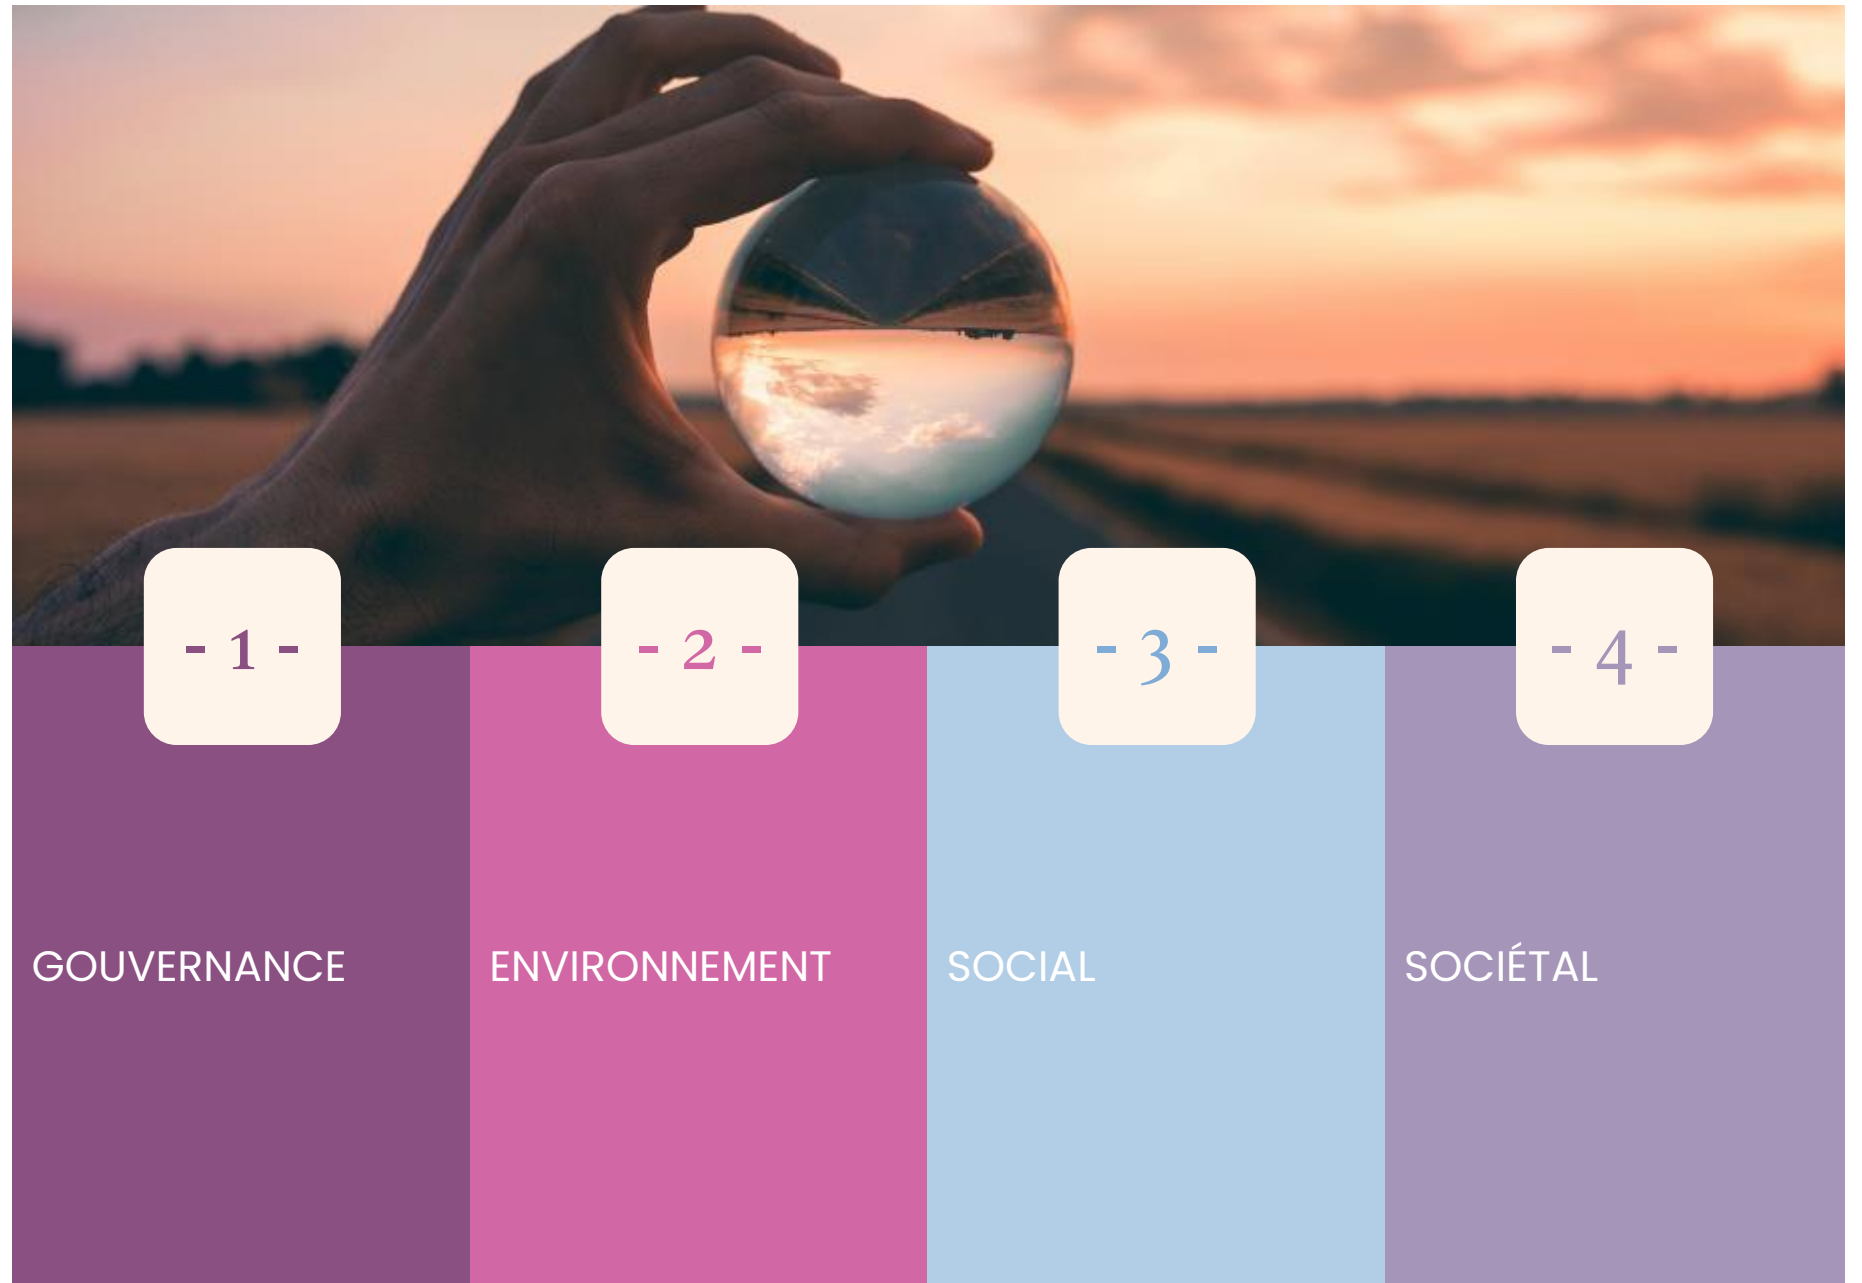 - 1 -
- 2 -
- 3 -
- 4 -
GOUVERNANCE
ENVIRONNEMENT
SOCIAL
SOCIÉTAL